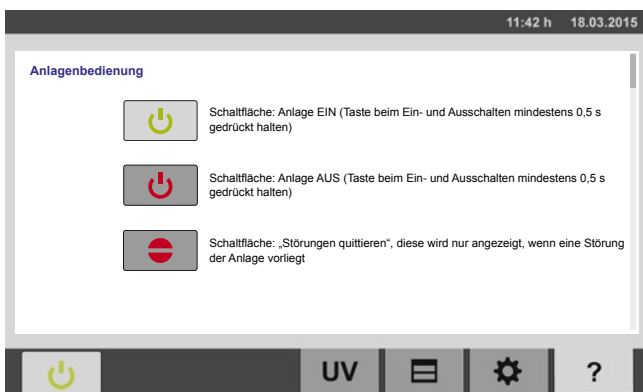 11:42 h 18.03.2015
Anlagenbedienung
Schaltfläche: Anlage EIN (Taste beim Ein- und Ausschalten mindestens 0,5 s
gedrückt halten)
Schaltfläche: Anlage AUS (Taste beim Ein- und Ausschalten mindestens 0,5 s
gedrückt halten)
Schaltfläche: „Störungen quittieren“, diese wird nur angezeigt, wenn eine Störung
der Anlage vorliegt
UV ?